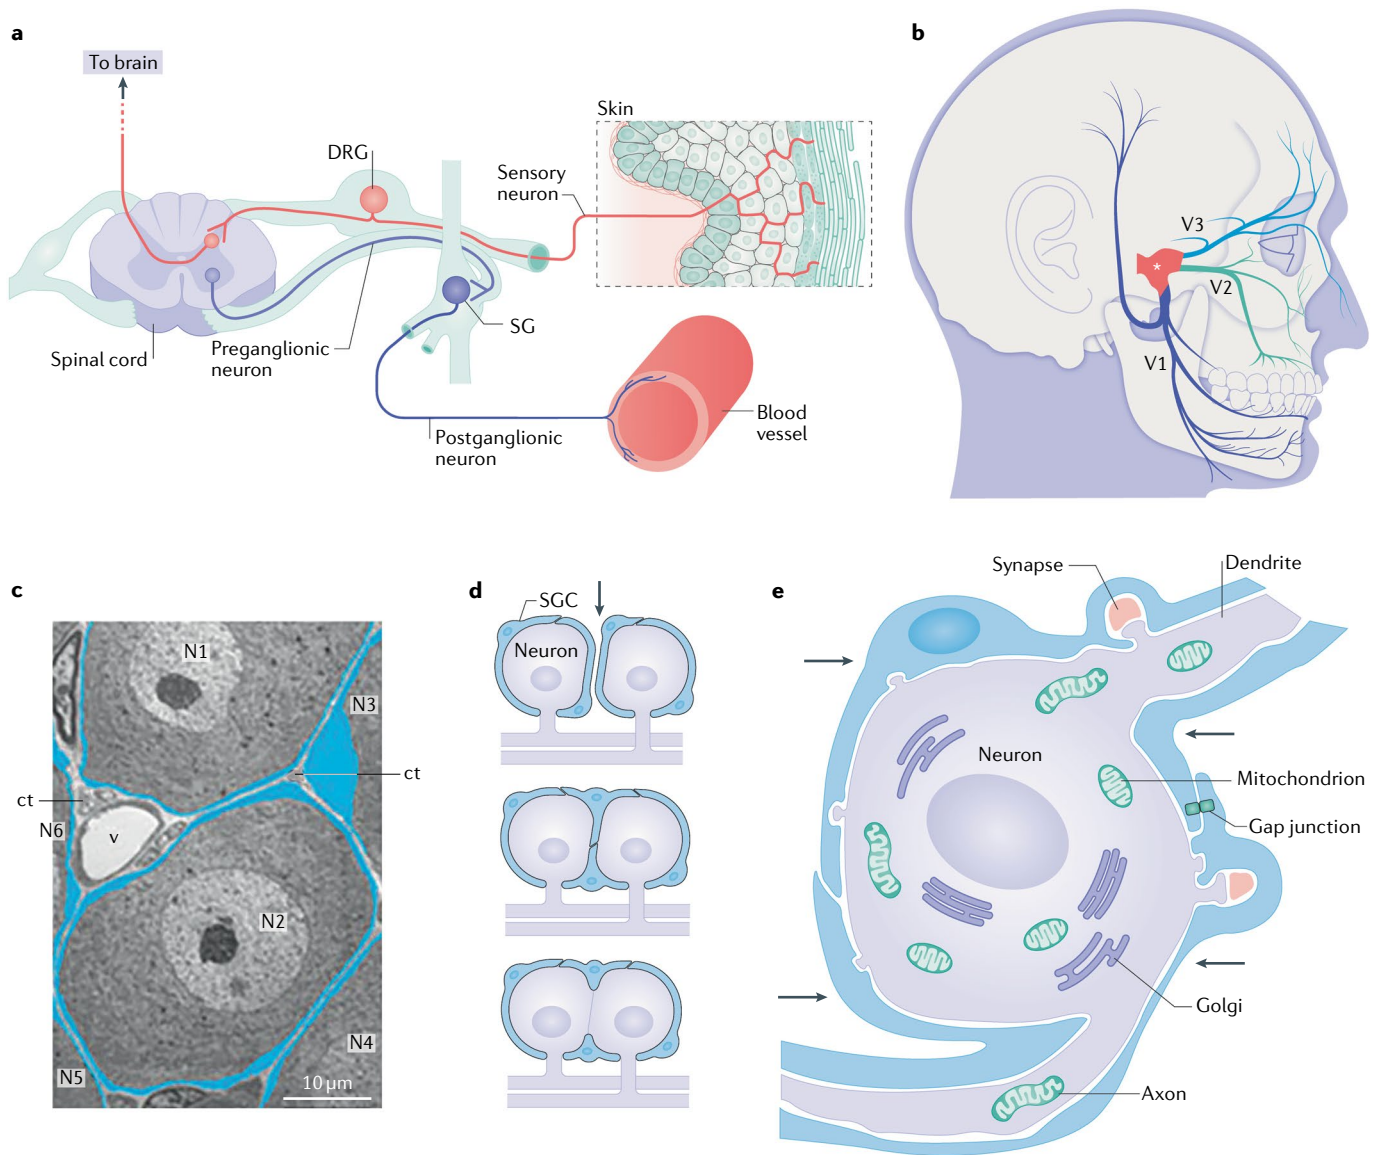 a
To brain
DRG
Skin
Sensory
neuron
Spinal cord
Preganglionic
neuron
SG
Postganglionic
neuron
Blood
vessel
b
V3
V2
*
V1
c
N1
N3
ct
ct
N6
v
N2
N4
N5
10 µm
d
SGC
Neuron
e
Synapse
Dendrite
Neuron
Mitochondrion
Gap junction
Golgi
Axon